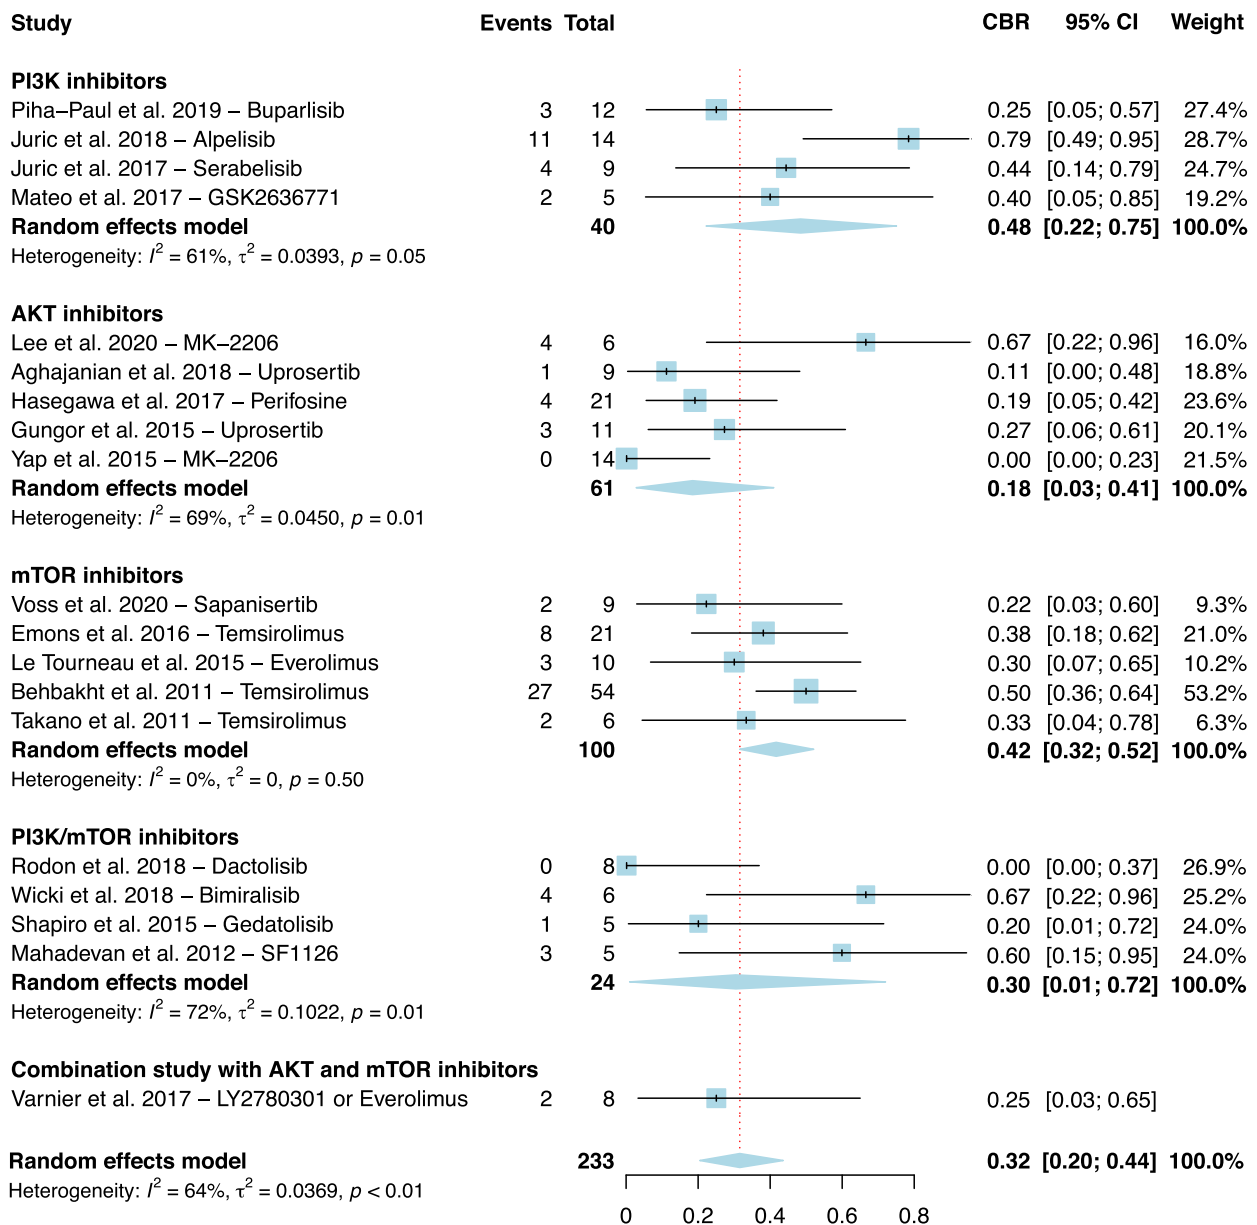 Study Events Total CBR 95% CI Weight
PI3K inhibitors
Piha–Paul et al. 2019 – Buparlisib 3 12 0.25 [0.05; 0.57] 27.4%
Juric et al. 2018 – Alpelisib 11 14 0.79 [0.49; 0.95] 28.7%
Juric et al. 2017 – Serabelisib 4 9 0.44 [0.14; 0.79] 24.7%
Mateo et al. 2017 – GSK2636771 2 5 0.40 [0.05; 0.85] 19.2%
Random effects model 40 0.48 [0.22; 0.75] 100.0%
Heterogeneity: I² = 61%, τ² = 0.0393, p = 0.05
AKT inhibitors
Lee et al. 2020 – MK–2206 4 6 0.67 [0.22; 0.96] 16.0%
Aghajanian et al. 2018 – Uprosertib 1 9 0.11 [0.00; 0.48] 18.8%
Hasegawa et al. 2017 – Perifosine 4 21 0.19 [0.05; 0.42] 23.6%
Gungor et al. 2015 – Uprosertib 3 11 0.27 [0.06; 0.61] 20.1%
Yap et al. 2015 – MK–2206 0 14 0.00 [0.00; 0.23] 21.5%
Random effects model 61 0.18 [0.03; 0.41] 100.0%
Heterogeneity: I² = 69%, τ² = 0.0450, p = 0.01
mTOR inhibitors
Voss et al. 2020 – Sapanisertib 2 9 0.22 [0.03; 0.60] 9.3%
Emons et al. 2016 – Temsirolimus 8 21 0.38 [0.18; 0.62] 21.0%
Le Tourneau et al. 2015 – Everolimus 3 10 0.30 [0.07; 0.65] 10.2%
Behbakht et al. 2011 – Temsirolimus 27 54 0.50 [0.36; 0.64] 53.2%
Takano et al. 2011 – Temsirolimus 2 6 0.33 [0.04; 0.78] 6.3%
Random effects model 100 0.42 [0.32; 0.52] 100.0%
Heterogeneity: I² = 0%, τ² = 0, p = 0.50
PI3K/mTOR inhibitors
Rodon et al. 2018 – Dactolisib 0 8 0.00 [0.00; 0.37] 26.9%
Wicki et al. 2018 – Bimiralisib 4 6 0.67 [0.22; 0.96] 25.2%
Shapiro et al. 2015 – Gedatolisib 1 5 0.20 [0.01; 0.72] 24.0%
Mahadevan et al. 2012 – SF1126 3 5 0.60 [0.15; 0.95] 24.0%
Random effects model 24 0.30 [0.01; 0.72] 100.0%
Heterogeneity: I² = 72%, τ² = 0.1022, p = 0.01
Combination study with AKT and mTOR inhibitors
Varnier et al. 2017 – LY2780301 or Everolimus 2 8 0.25 [0.03; 0.65]
Random effects model 233 0.32 [0.20; 0.44] 100.0%
Heterogeneity: I² = 64%, τ² = 0.0369, p < 0.01
0 0.2 0.4 0.6 0.8